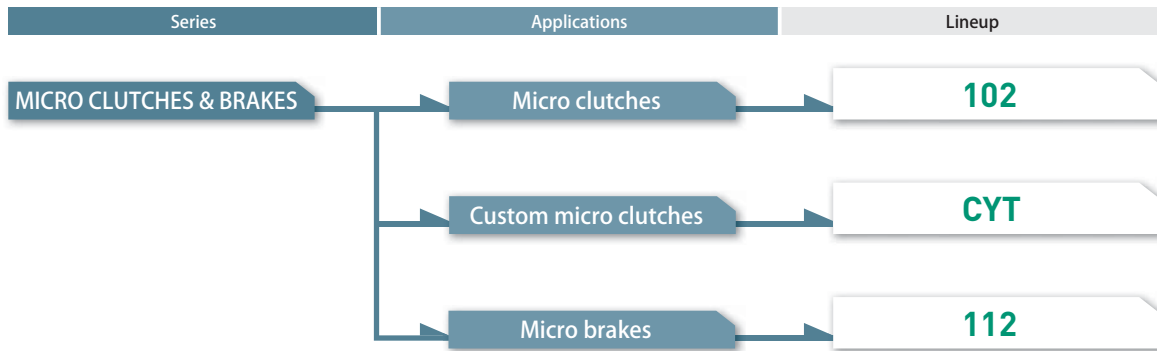 Series
Applications
Lineup
MICRO CLUTCHES & BRAKES
Micro clutches
102
Custom micro clutches
CYT
Micro brakes
112